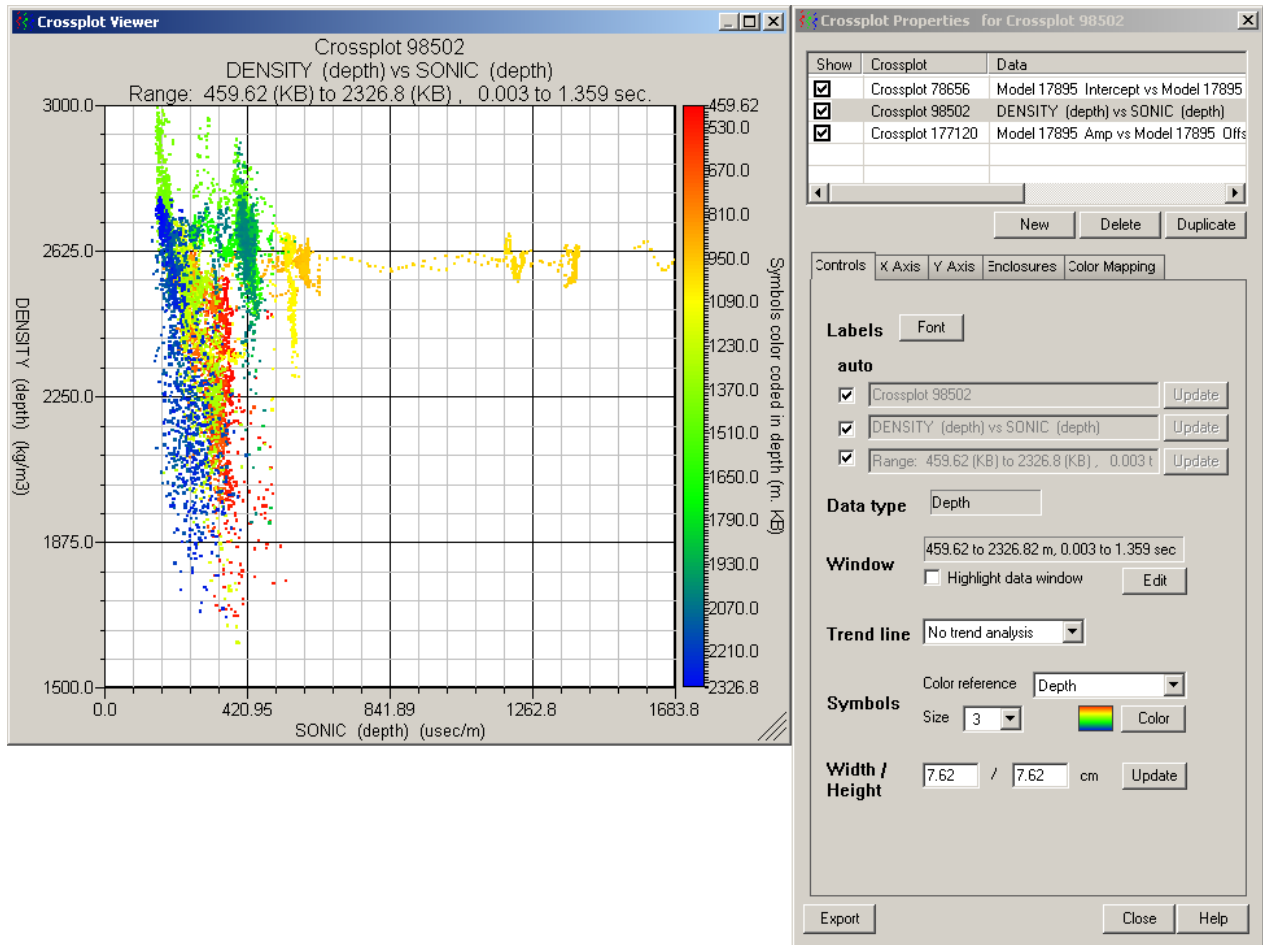 Crossplot Viewer
Crossplot 98502
DENSITY (depth) vs SONIC (depth)
Range: 459.62 (KB) to 2326.8 (KB) , 0.003 to 1.359 sec.
3000.0
2625.0
2250.0
1875.0
1500.0
DENSITY (depth) (kg/m3)
0.0 420.95 841.89 1262.8 1683.8
SONIC (depth) (usec/m)
459.62
530.0
670.0
810.0
950.0
1090.0
1230.0
1370.0
1510.0
1650.0
1790.0
1930.0
2070.0
2210.0
2326.8
Symbols color coded in depth (m. KB)
Crossplot Properties for Crossplot 98502
Show Crossplot Data
Crossplot 78656 Model 17895 Intercept vs Model 17895
Crossplot 98502 DENSITY (depth) vs SONIC (depth)
Crossplot 177120 Model 17895 Amp vs Model 17895 Offs
New Delete Duplicate
Controls X Axis Y Axis Enclosures Color Mapping
Labels Font
auto
Crossplot 98502 Update
DENSITY (depth) vs SONIC (depth) Update
Range: 459.62 (KB) to 2326.8 (KB) , 0.003 t Update
Data type Depth
Window 459.62 to 2326.82 m, 0.003 to 1.359 sec
Highlight data window Edit
Trend line No trend analysis
Symbols Color reference Depth
Size 3 Color
Width / Height 7.62 / 7.62 cm Update
Export Close Help